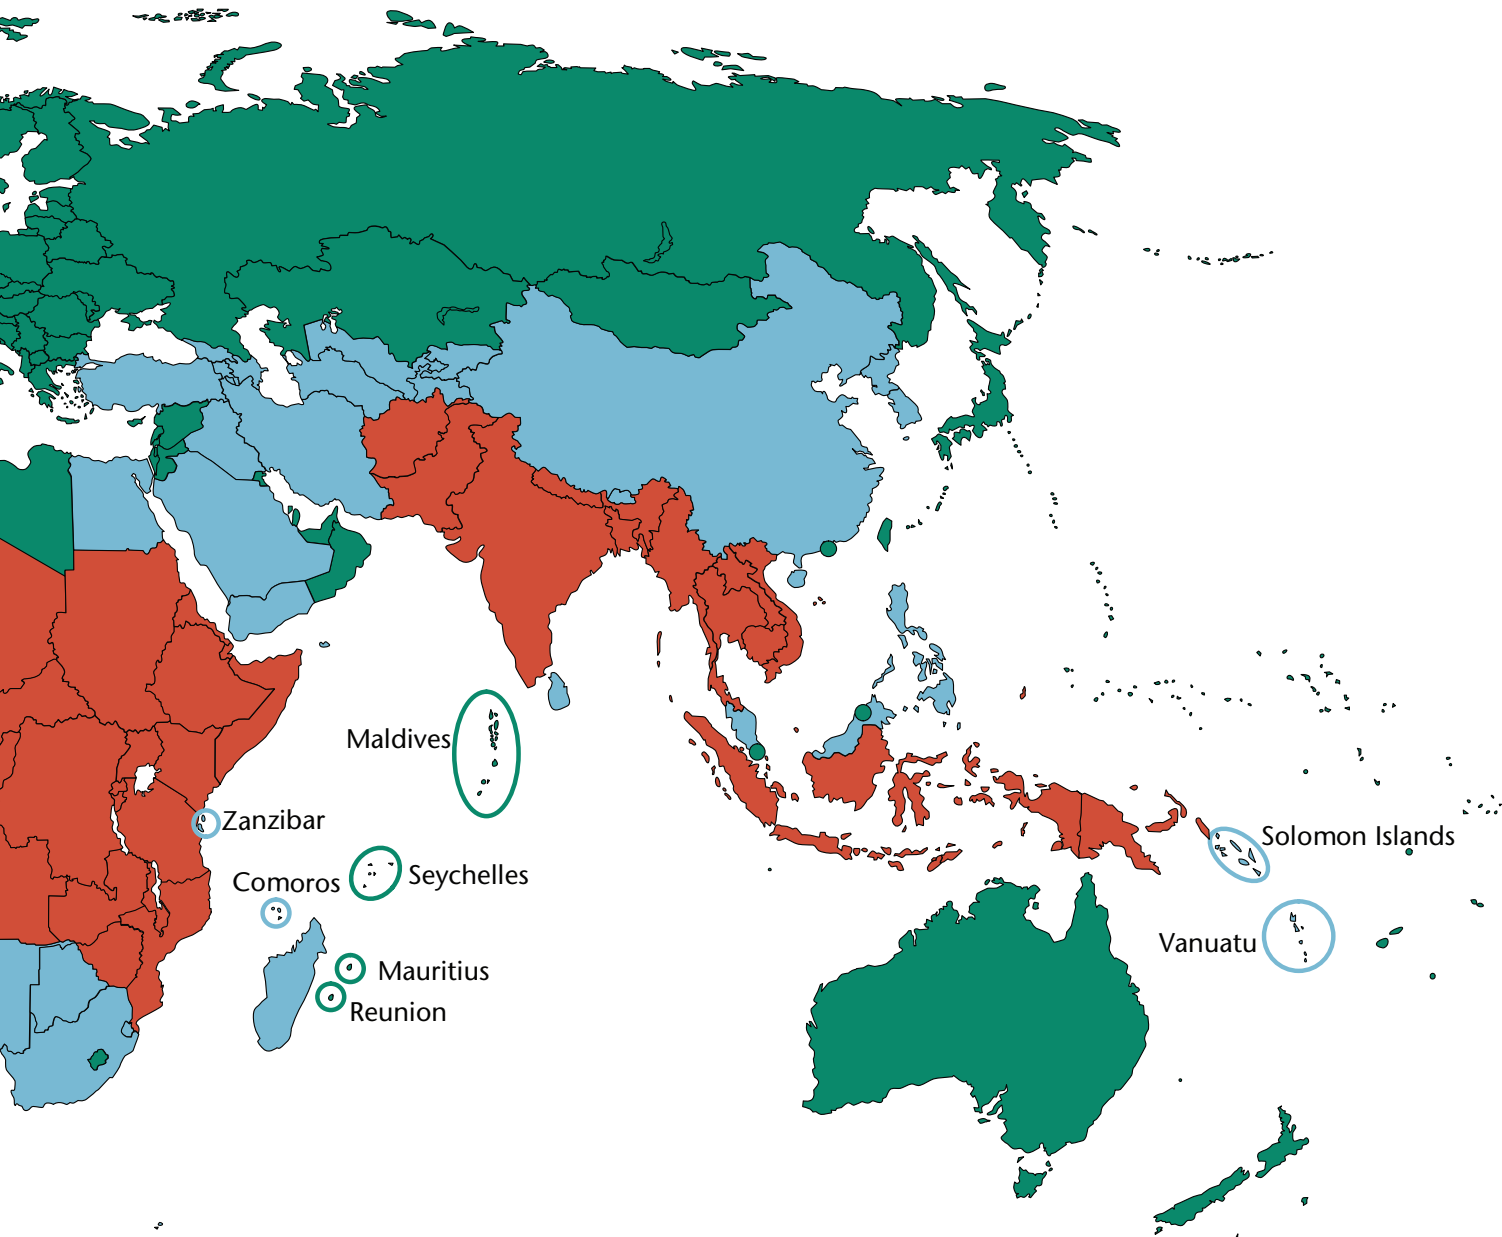 Maldives
Zanzibar
Solomon Islands
Seychelles
Comoros
Vanuatu
Mauritius
Reunion